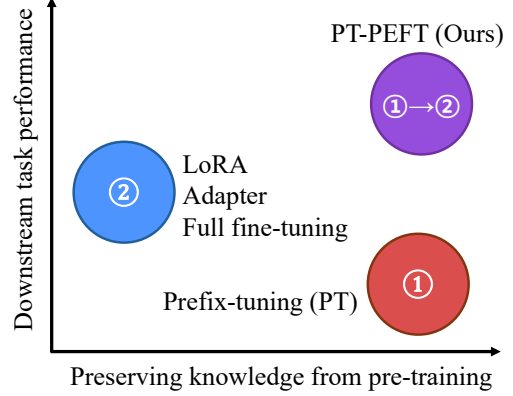 Downstream task performance
PT-PEFT (Ours)
①→②
②
LoRA
Adapter
Full fine-tuning
Prefix-tuning (PT)
①
Preserving knowledge from pre-training